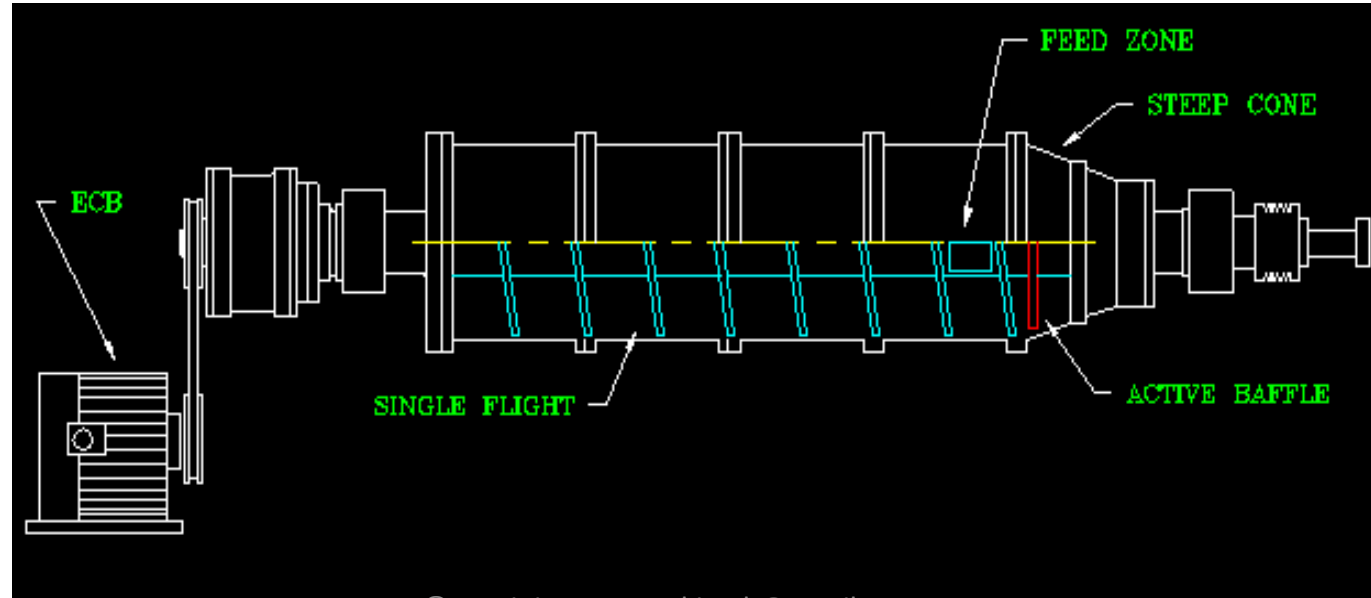 FEED ZONE
STEEP CONE
ECB
SINGLE FLIGHT
ACTIVE BAFFLE